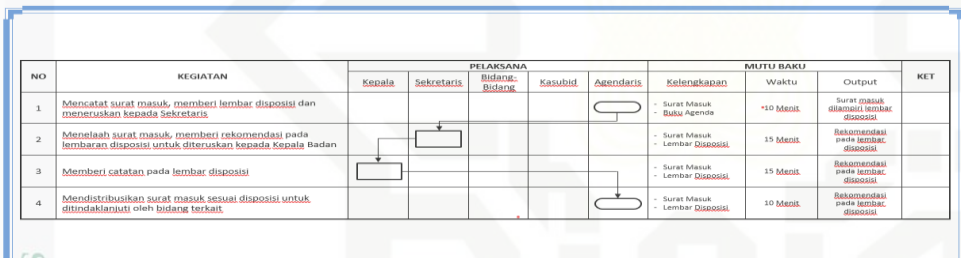 NO KEGIATAN PELAKSANA MUTU BAKU KET
Kepala Sekretaris Bidang- Bidang Kasubid Agendaris Kelengkapan Waktu Output
1 Mencatat surat masuk, memberi lembar disposisi dan
meneruskan kepada Sekretaris
- Surat Masuk
- Buku Agenda
*10 Menit
Surat masuk
dilampiri lembar
disposisi
2 Menelaah surat masuk, memberi rekomendasi pada
lembaran disposisi untuk diteruskan kepada Kepala Badan
- Surat Masuk
- Lembar Disposisi
15 Menit
Rekomendasi
pada lembar
disposisi
3 Memberi catatan pada lembar disposisi
- Surat Masuk
- Lembar Disposisi
15 Menit
Rekomendasi
pada lembar
disposisi
4 Mendistribusikan surat masuk sesuai disposisi untuk
ditindaklanjuti oleh bidang terkait
- Surat Masuk
- Lembar Disposisi
10 Menit
Rekomendasi
pada lembar
disposisi